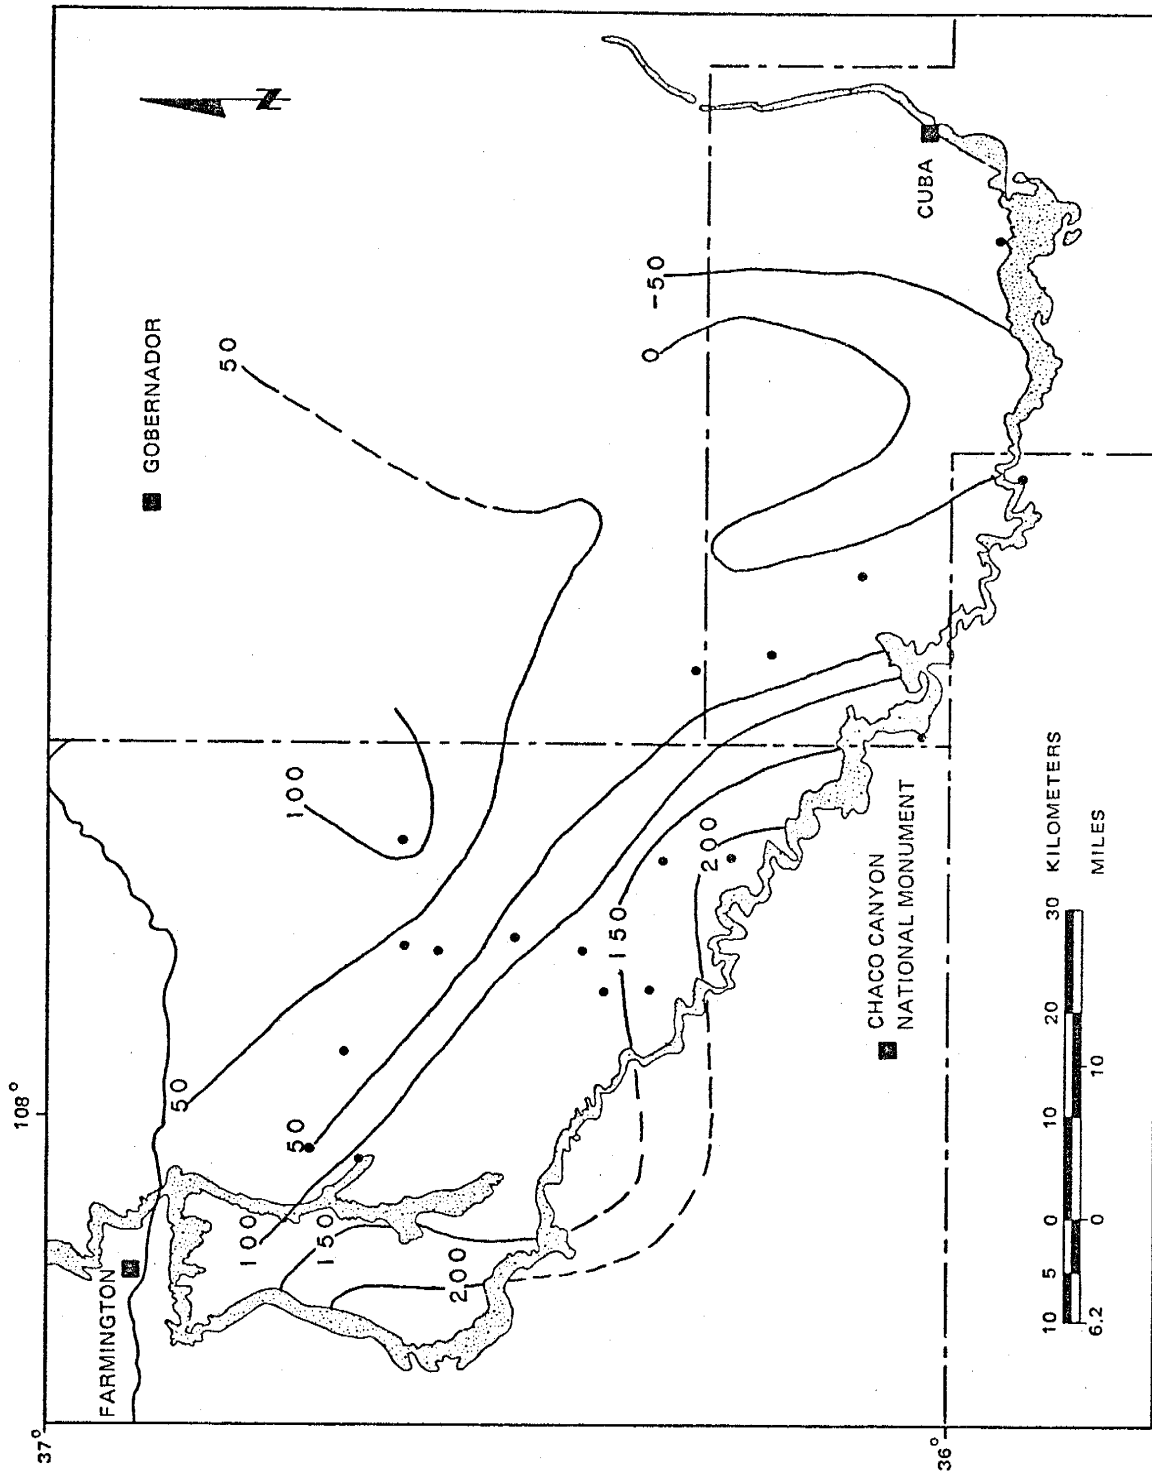 37°
108°
FARMINGTON
GOBERNADOR
N
50
50
50
100
100
150
200
150
200
0
-50
CUBA
CHACO CANYON
NATIONAL MONUMENT
36°
10 5 0 10 20 30 KILOMETERS
6.2 0 10 MILES